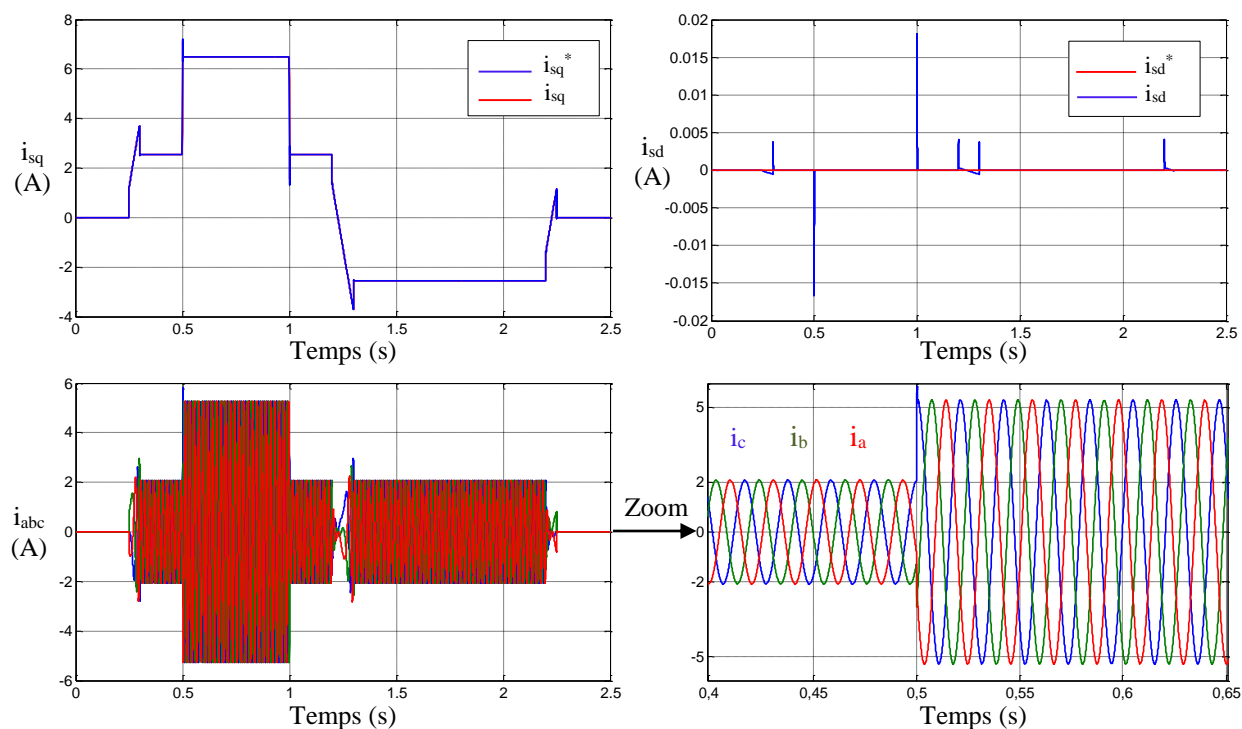 8
6
4
2
0
-2
-4
i_sq
(A)
i_sq*
i_sq
0 0.5 1 1.5 2 2.5
Temps (s)
0.02
0.015
0.01
0.005
0
-0.005
-0.01
-0.015
-0.02
i_sd
(A)
i_sd*
i_sd
0 0.5 1 1.5 2 2.5
Temps (s)
6
4
2
0
-2
-4
-6
i_abc
(A)
0 0.5 1 1.5 2 2.5
Temps (s)
Zoom
5
2
0
-2
-5
i_c i_b i_a
0,4 0,45 0,5 0,55 0,6 0,65
Temps (s)